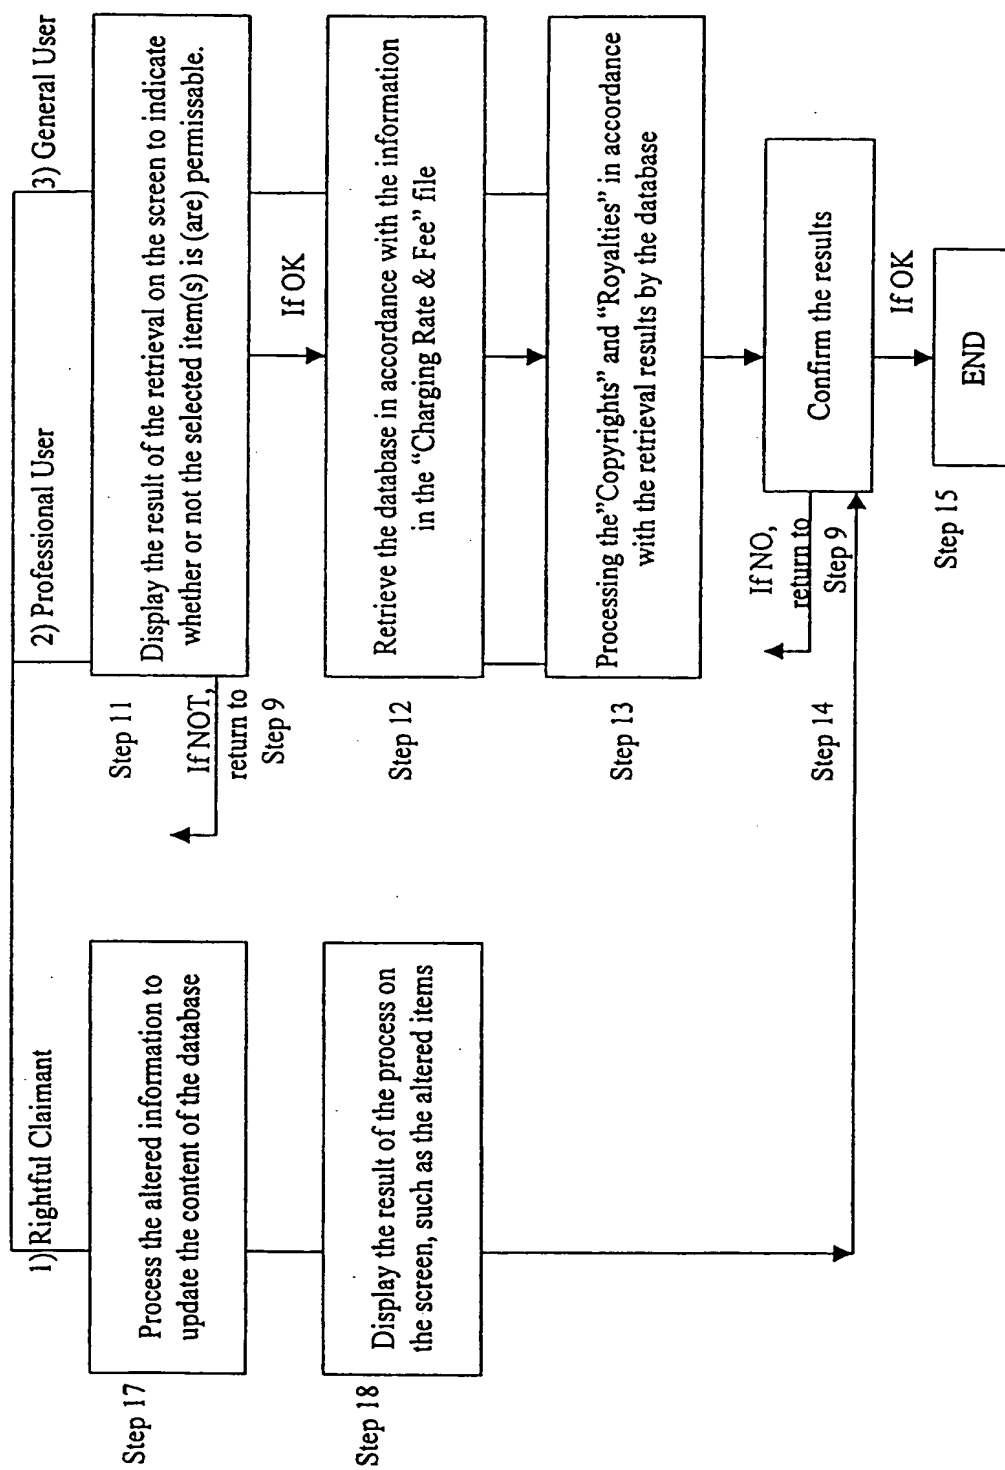 1) Rightful Claimant
2) Professional User
3) General User
Step 17
Process the altered information to
update the content of the database
Step 18
Display the result of the process on
the screen, such as the altered items
Step 11
Display the result of the retrieval on the screen to indicate
whether or not the selected item(s) is (are) permissable.
If NOT,
return to
Step 9
If OK
Step 12
Retrieve the database in accordance with the information
in the “Charging Rate & Fee” file
Step 13
Processing the”Copyrights” and “Royalties” in accordance
with the retrieval results by the database
Step 14
Confirm the results
If NO,
return to
Step 9
If OK
Step 15
END